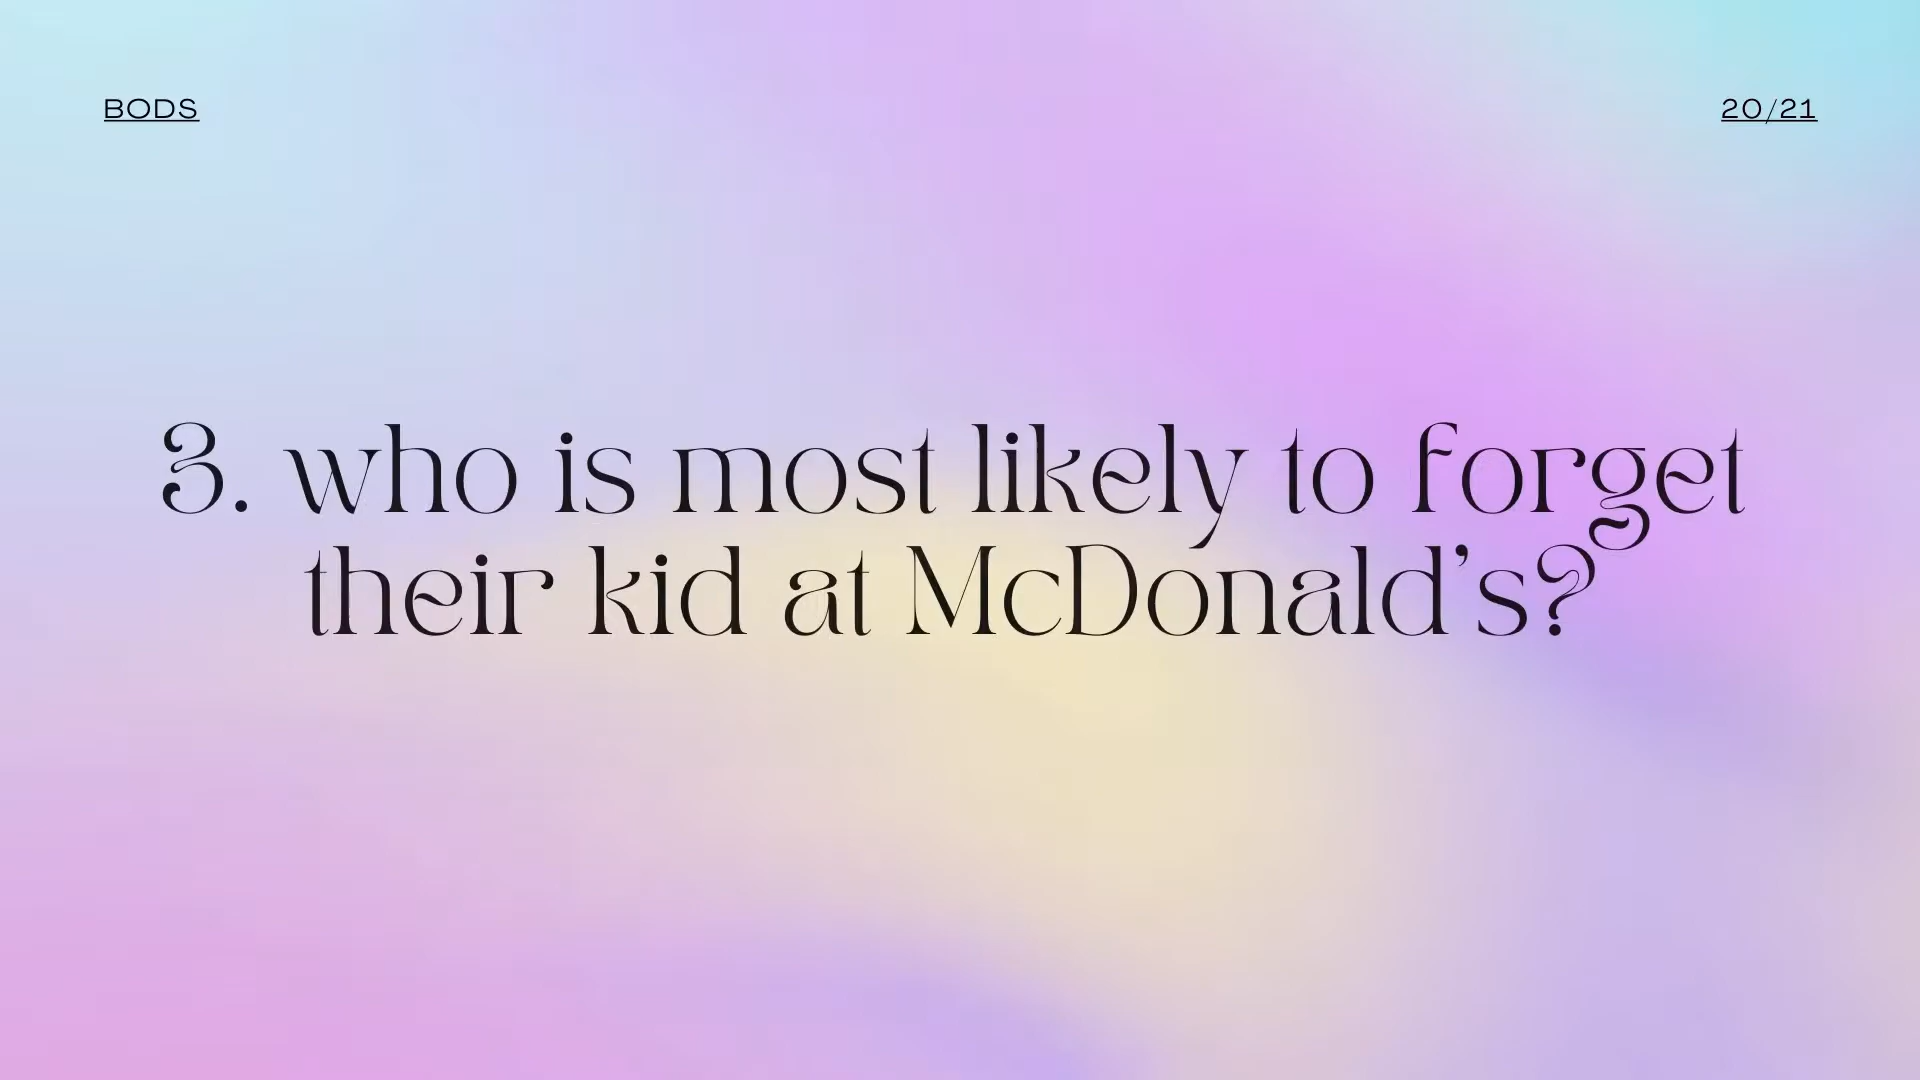 BODS
20/21
3. who is most likely to forget
their kid at McDonald's?